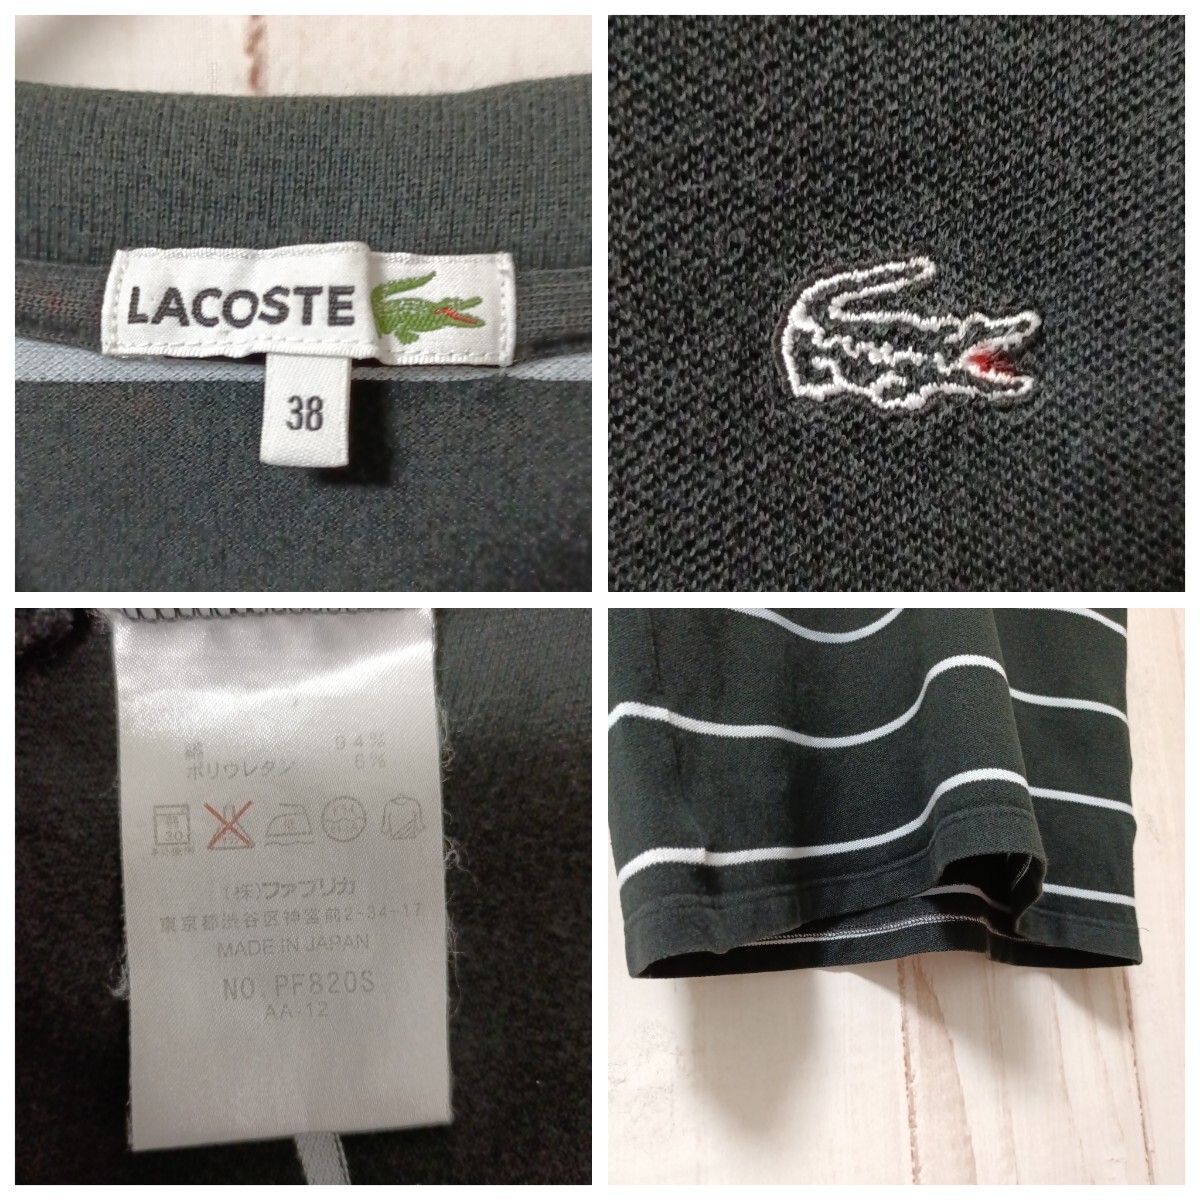 LACOSTE
38
綿 94%
ポリウレタン 6%
30
(株)ファブリカ
東京都渋谷区神宮前2-34-17
MADE IN JAPAN
NO. PF820S
AA-12